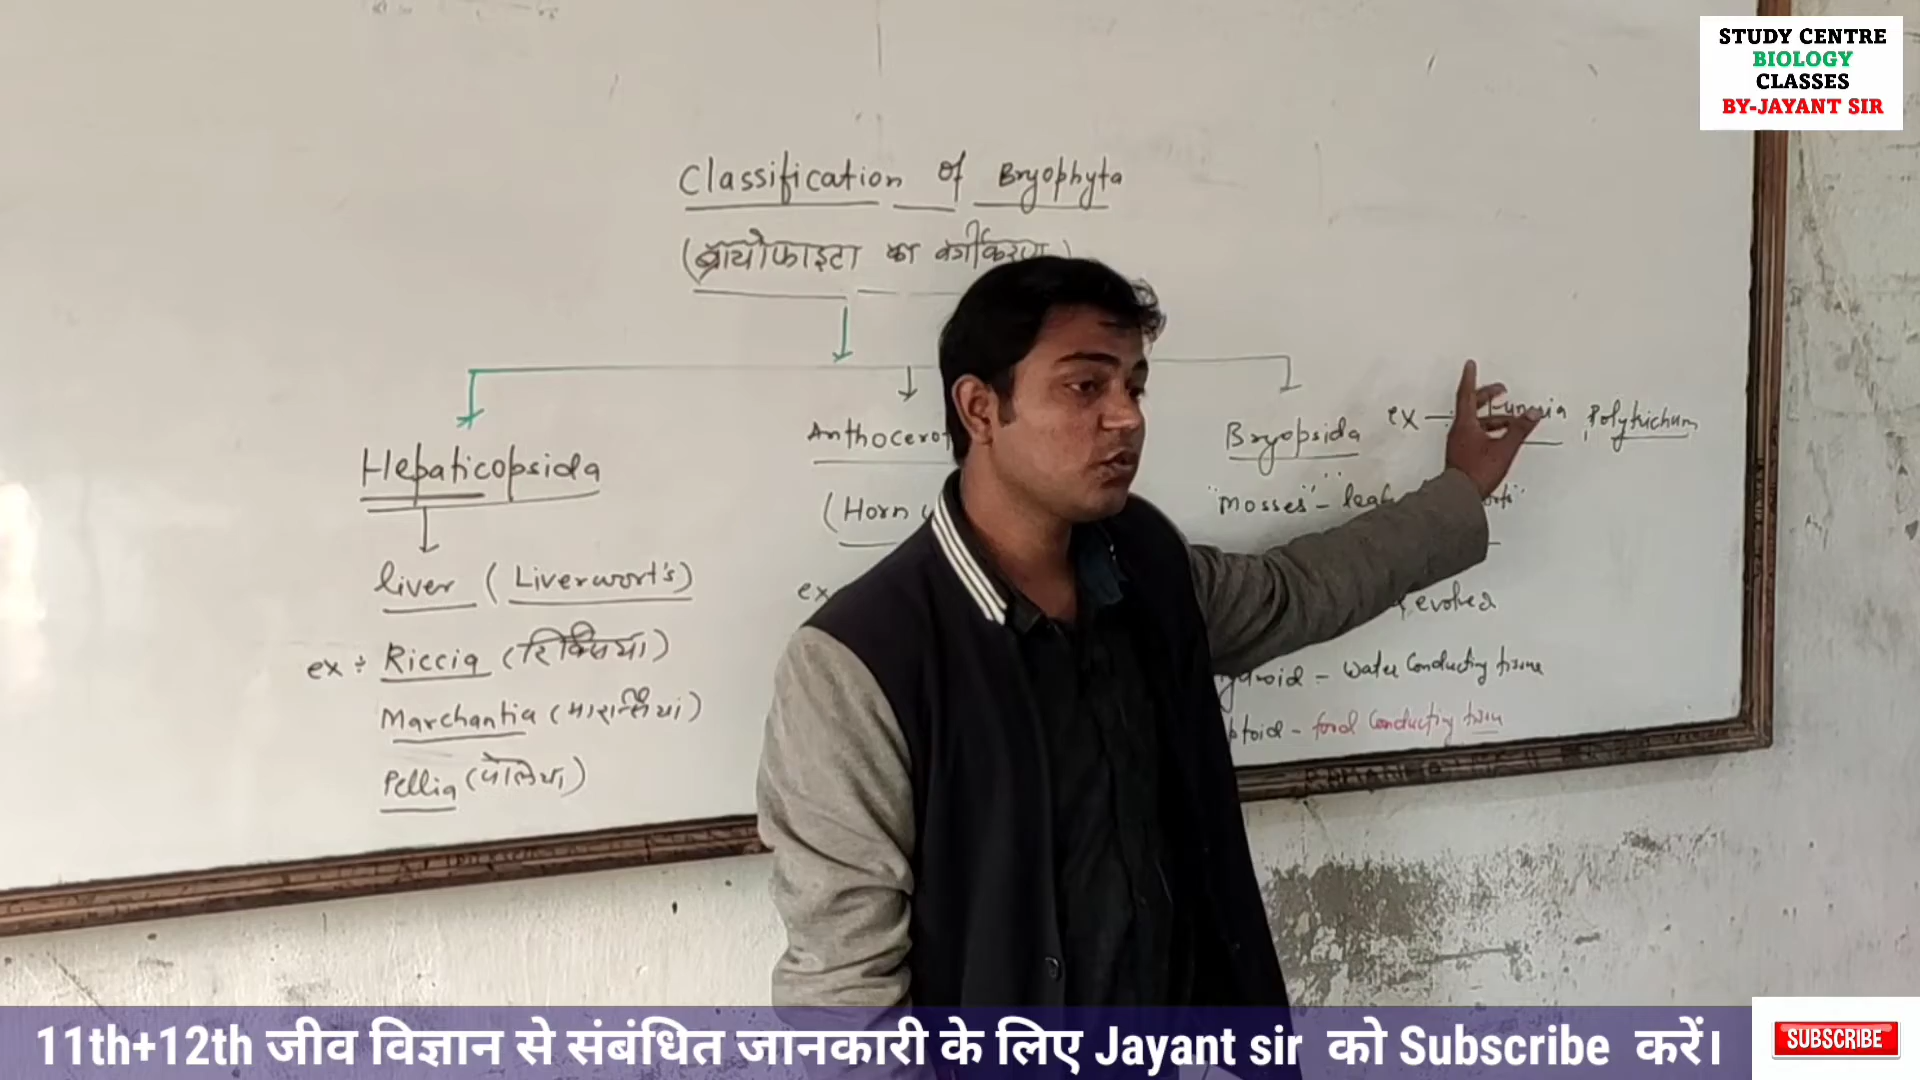 STUDY CENTRE
BIOLOGY
CLASSES
BY-JAYANT SIR
Classification of Bryophyta
(ब्रायोफाइटा का वर्गीकरण)
Hepaticopsida
liver (Liverwort's)
ex ÷ Riccia (रिक्सिया)
Marchantia (मारर्न्सिया)
Pellia (पेलिया)
(Horn
ex
Bryopsida ex → Funaria, Polytrichum
"Mosses" -
evolved
- Water Conducting tissue
- food Conducting
11th+12th जीव विज्ञान से संबंधित जानकारी के लिए Jayant sir को Subscribe करें।
SUBSCRIBE